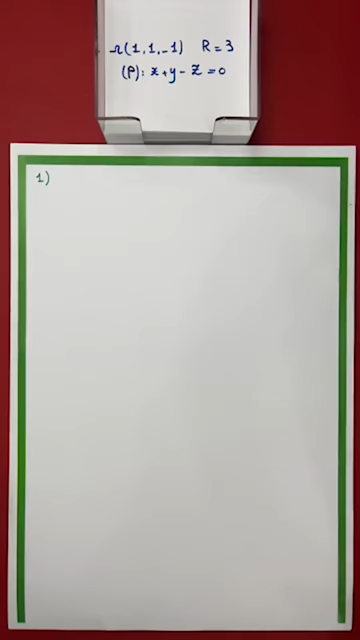 Ω(1,1,-1) R=3
(P): x+y-z=0
1)